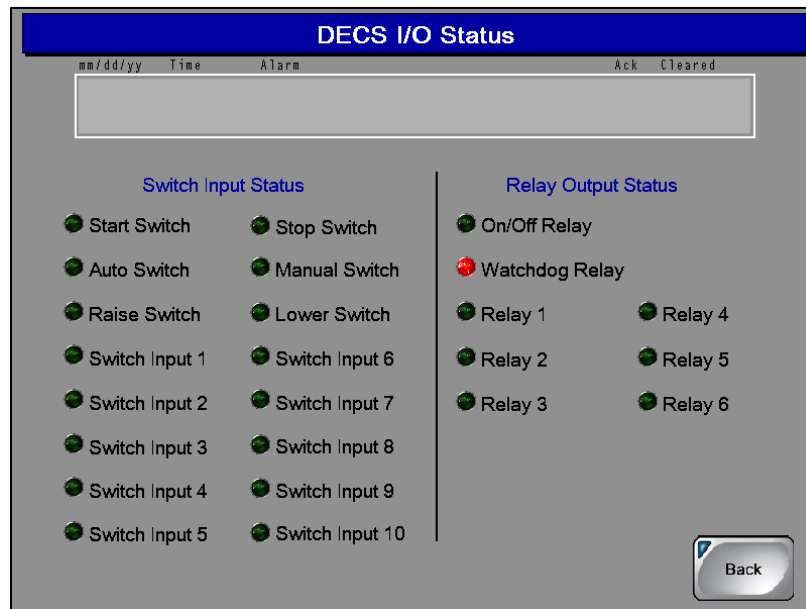 DECS I/O Status
mm/dd/yy Time Alarm Ack Cleared
Switch Input Status
Start Switch Stop Switch
Auto Switch Manual Switch
Raise Switch Lower Switch
Switch Input 1 Switch Input 6
Switch Input 2 Switch Input 7
Switch Input 3 Switch Input 8
Switch Input 4 Switch Input 9
Switch Input 5 Switch Input 10
Relay Output Status
On/Off Relay
Watchdog Relay
Relay 1 Relay 4
Relay 2 Relay 5
Relay 3 Relay 6
Back